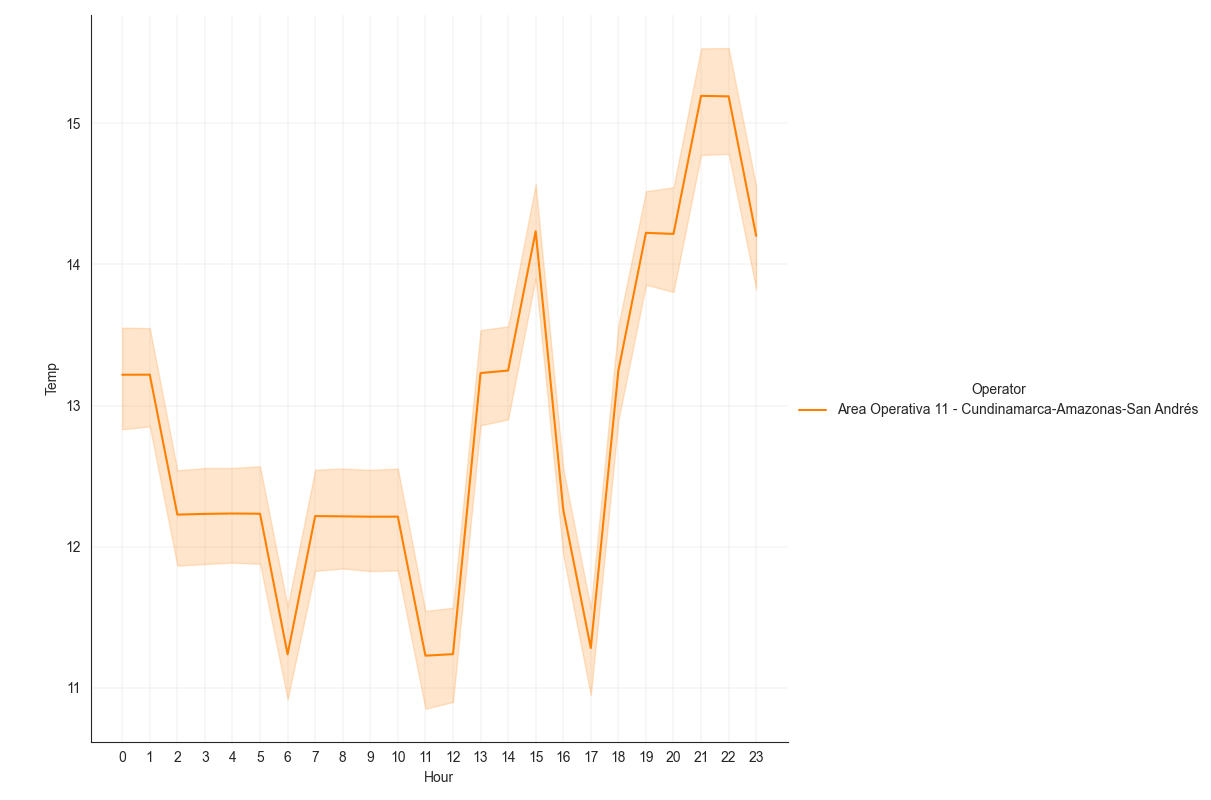 15
14
13
12
11
Temp
0 1 2 3 4 5 6 7 8 9 10 11 12 13 14 15 16 17 18 19 20 21 22 23
Hour
Operator
Area Operativa 11 - Cundinamarca-Amazonas-San Andrés